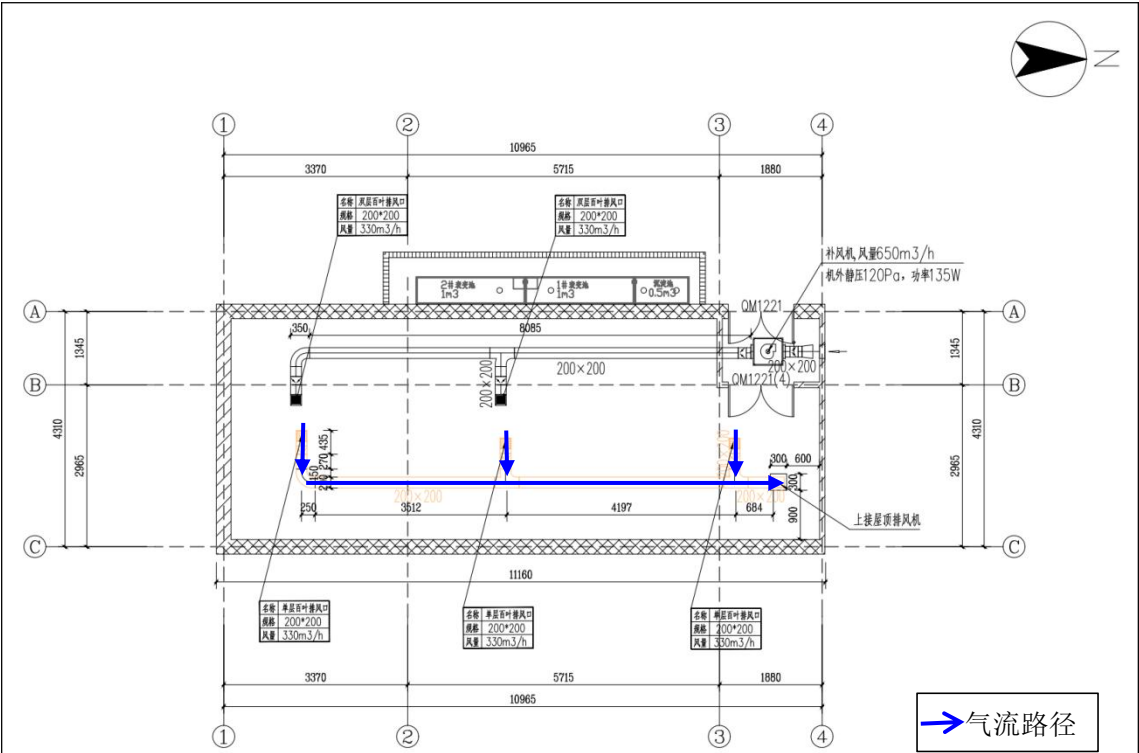 N
① ② ③ ④
10965
3370 5715 1880
名称 双层百叶排风口
规格 200*200
风量 330m3/h
名称 双层百叶排风口
规格 200*200
风量 330m3/h
补风机,风量650m3/h
机外静压120Pa,功率135W
2#衰变池
1m3
1#衰变池
1m3
0.5m3
QM1221
Ⓐ Ⓐ
350 8085
1345 1345
200×200
200×200
200×200
QM1221(4)
Ⓑ Ⓑ
4310 4310
2965 2965
435
270
150
300 600
300
200×200
200×200
250 3512 4197 684
900
上接屋顶排风机
Ⓒ Ⓒ
11160
名称 单层百叶排风口
规格 200*200
风量 330m3/h
名称 单层百叶排风口
规格 200*200
风量 330m3/h
名称 单层百叶排风口
规格 200*200
风量 330m3/h
3370 5715 1880
10965
① ② ③ ④
气流路径